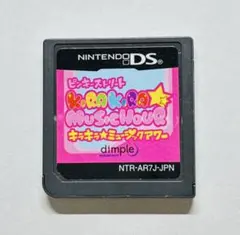 NINTENDO DS
ピンキーストリート
KiRA KiRA☆
MUSIC HOUR
キラキラ★ミュージックアワー
dimple
NTR-AR7J-JPN